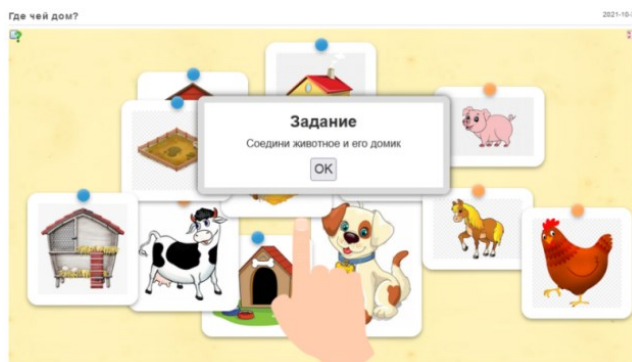 Где чей дом?
2021-10-
Задание
Соедини животное и его домик
OK